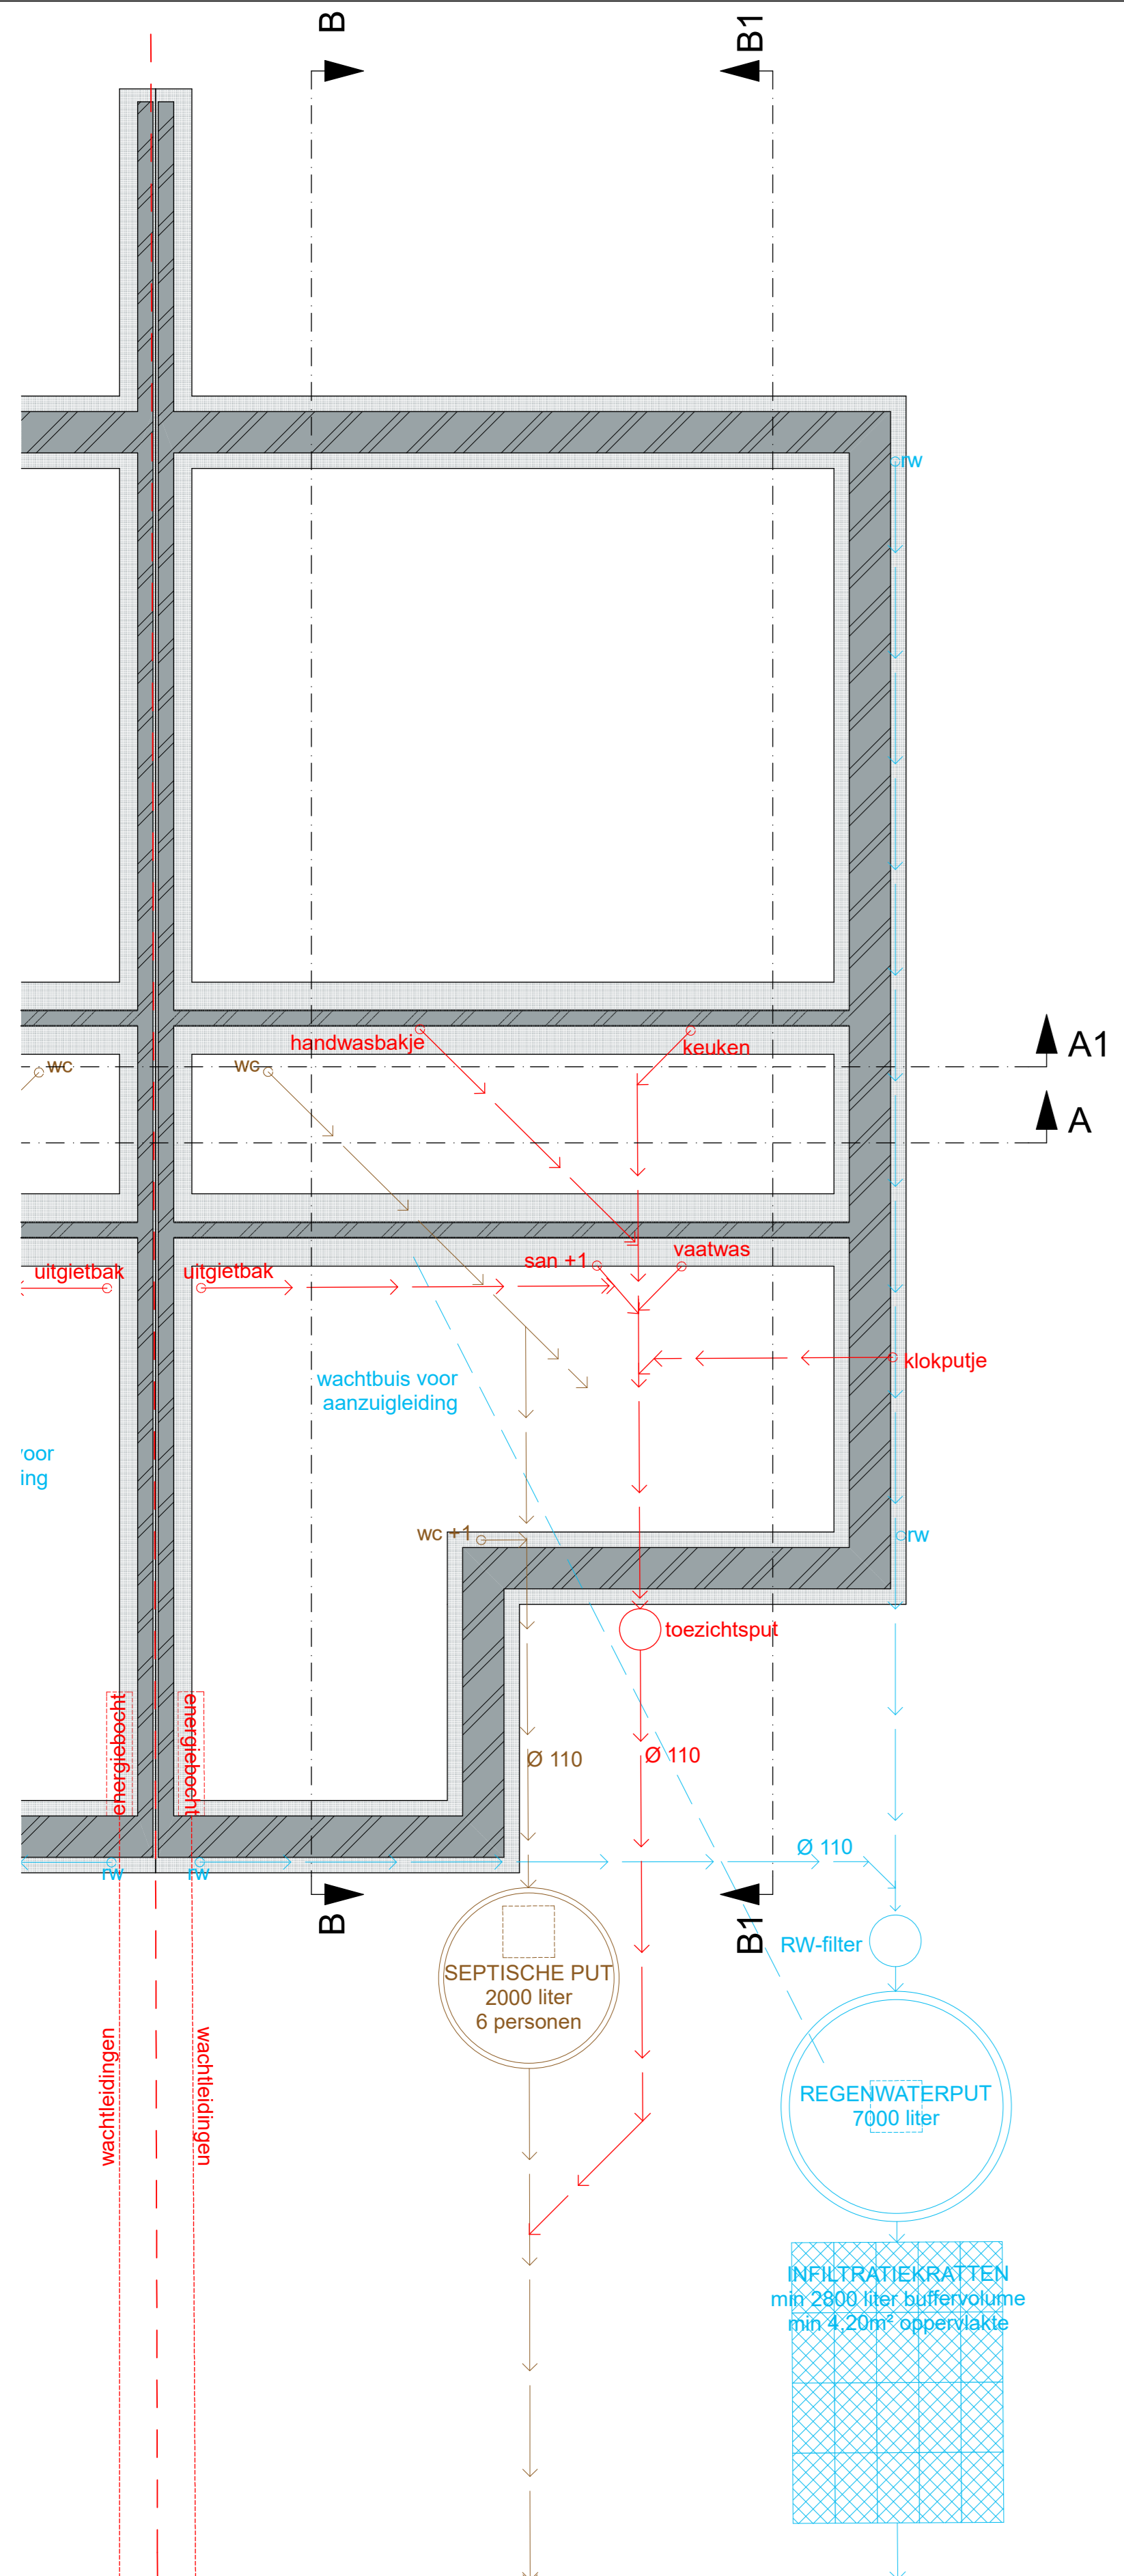 B
B1
rw
handwasbakje
keuken
A1
wc
wc
A
uitgietbak
uitgietbak
san +1
vaatwas
klokputje
wachtbuis voor
aanzuigleiding
voor
ing
wc +1
rw
toezichtsput
energiebocht
energiebocht
Ø 110
Ø 110
Ø 110
rw
rw
B
B1
RW-filter
SEPTISCHE PUT
2000 liter
6 personen
wachtleidingen
wachtleidingen
REGENWATERPUT
7000 liter
INFILTRATIEKRATTEN
min 2800 liter buffervolume
min 4,20m² oppervlakte